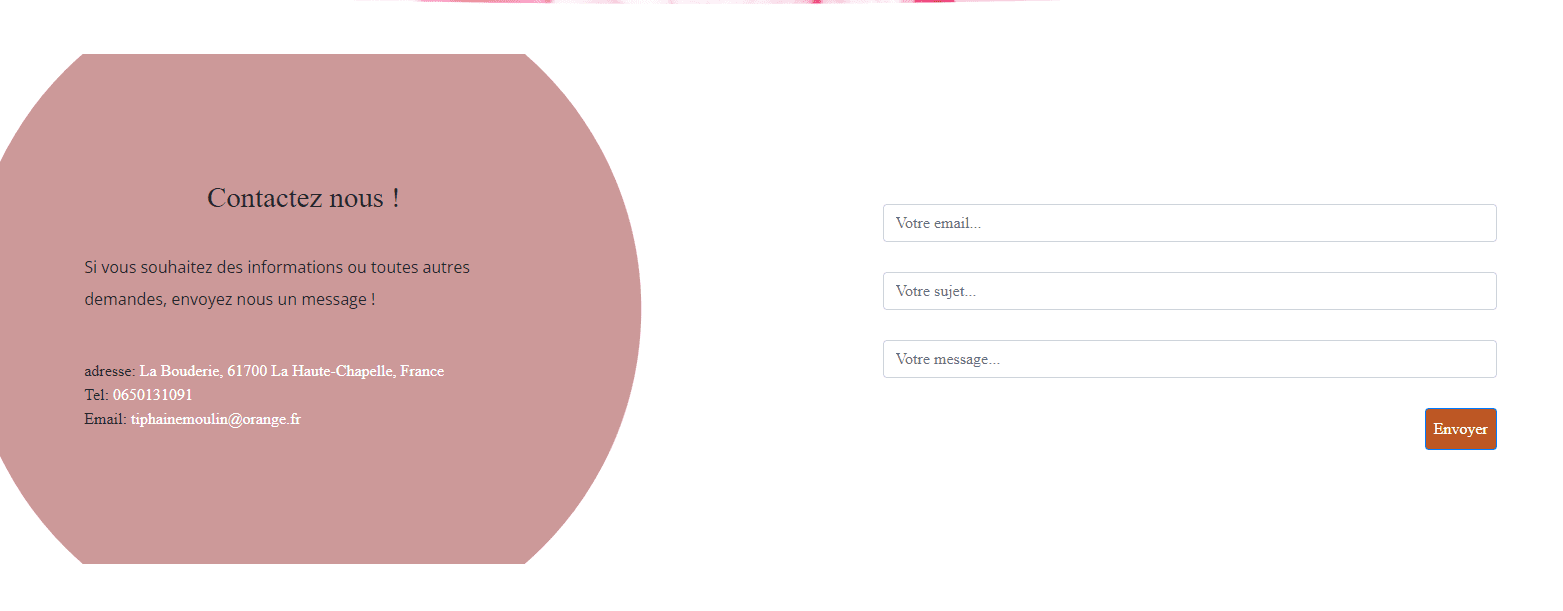 Contactez nous !
Si vous souhaitez des informations ou toutes autres
demandes, envoyez nous un message !
adresse: La Bouderie, 61700 La Haute-Chapelle, France
Tel: 0650131091
Email: tiphainemoulin@orange.fr
Votre email...
Votre sujet...
Votre message...
Envoyer